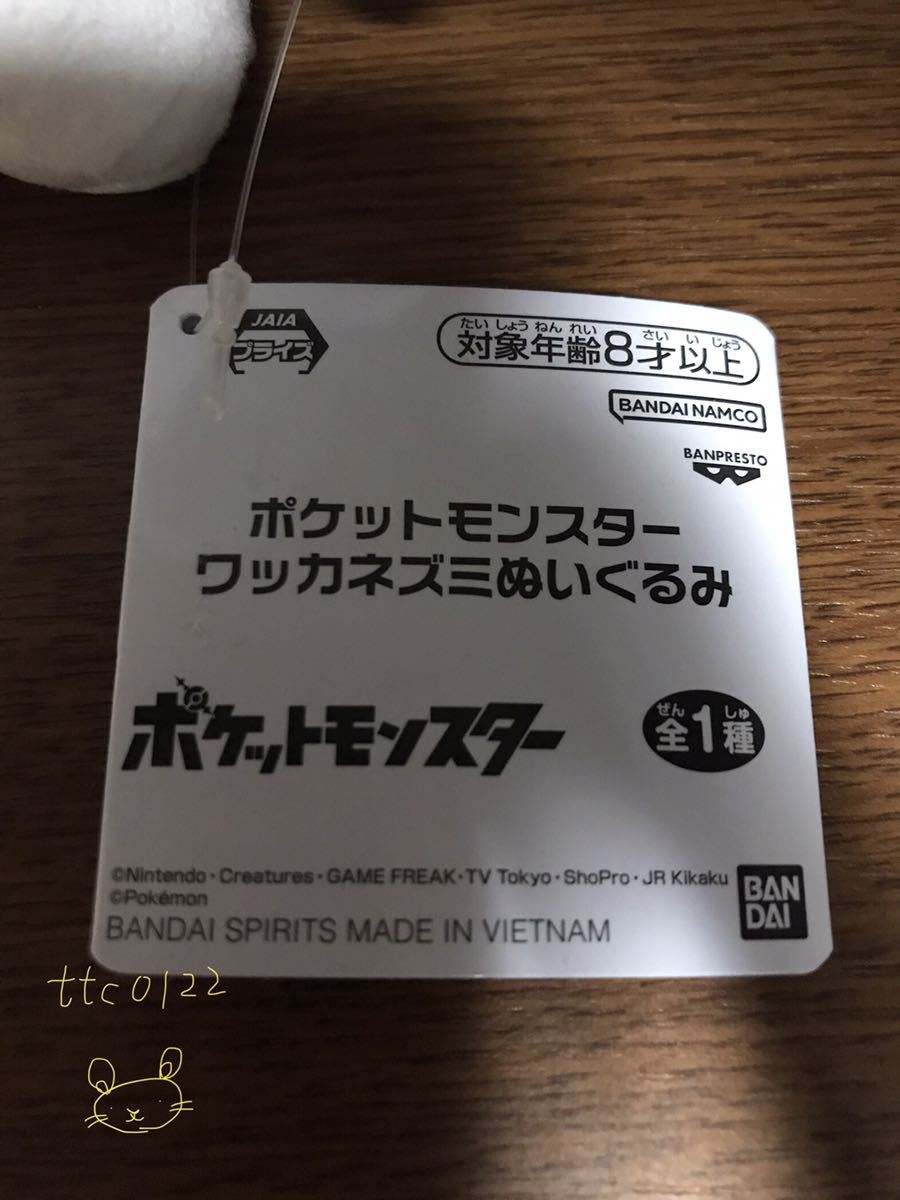 JAIA
プライズ
たいしょうねんれい さいいじょう
対象年齢8才以上
BANDAI NAMCO
BANPRESTO
ポケットモンスター
ワッカネズミぬいぐるみ
ポケットモンスター
ぜん しゅ
全1種
©Nintendo・Creatures・GAME FREAK・TV Tokyo・ShoPro・JR Kikaku
©Pokémon
BANDAI SPIRITS MADE IN VIETNAM
BAN
DAI
ttc0122